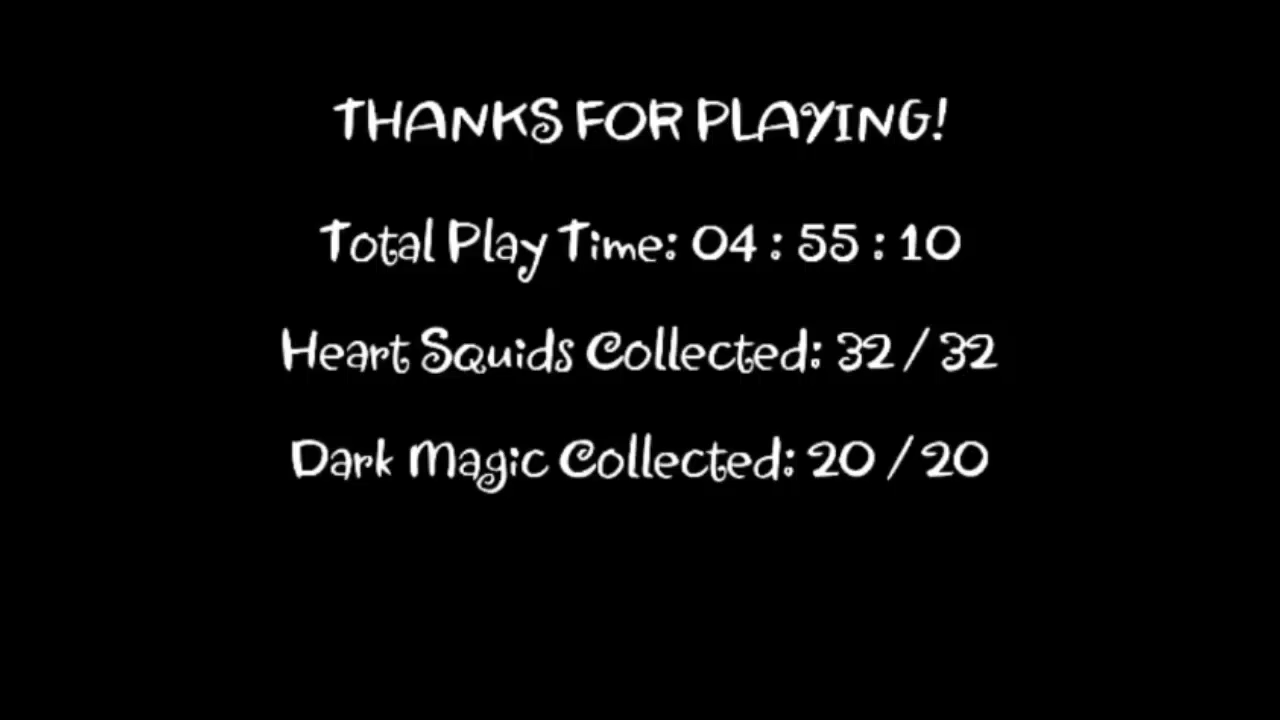 THANKS FOR PLAYING!
Total Play Time: 04 : 55 : 10
Heart Squids Collected: 32 / 32
Dark Magic Collected: 20 / 20